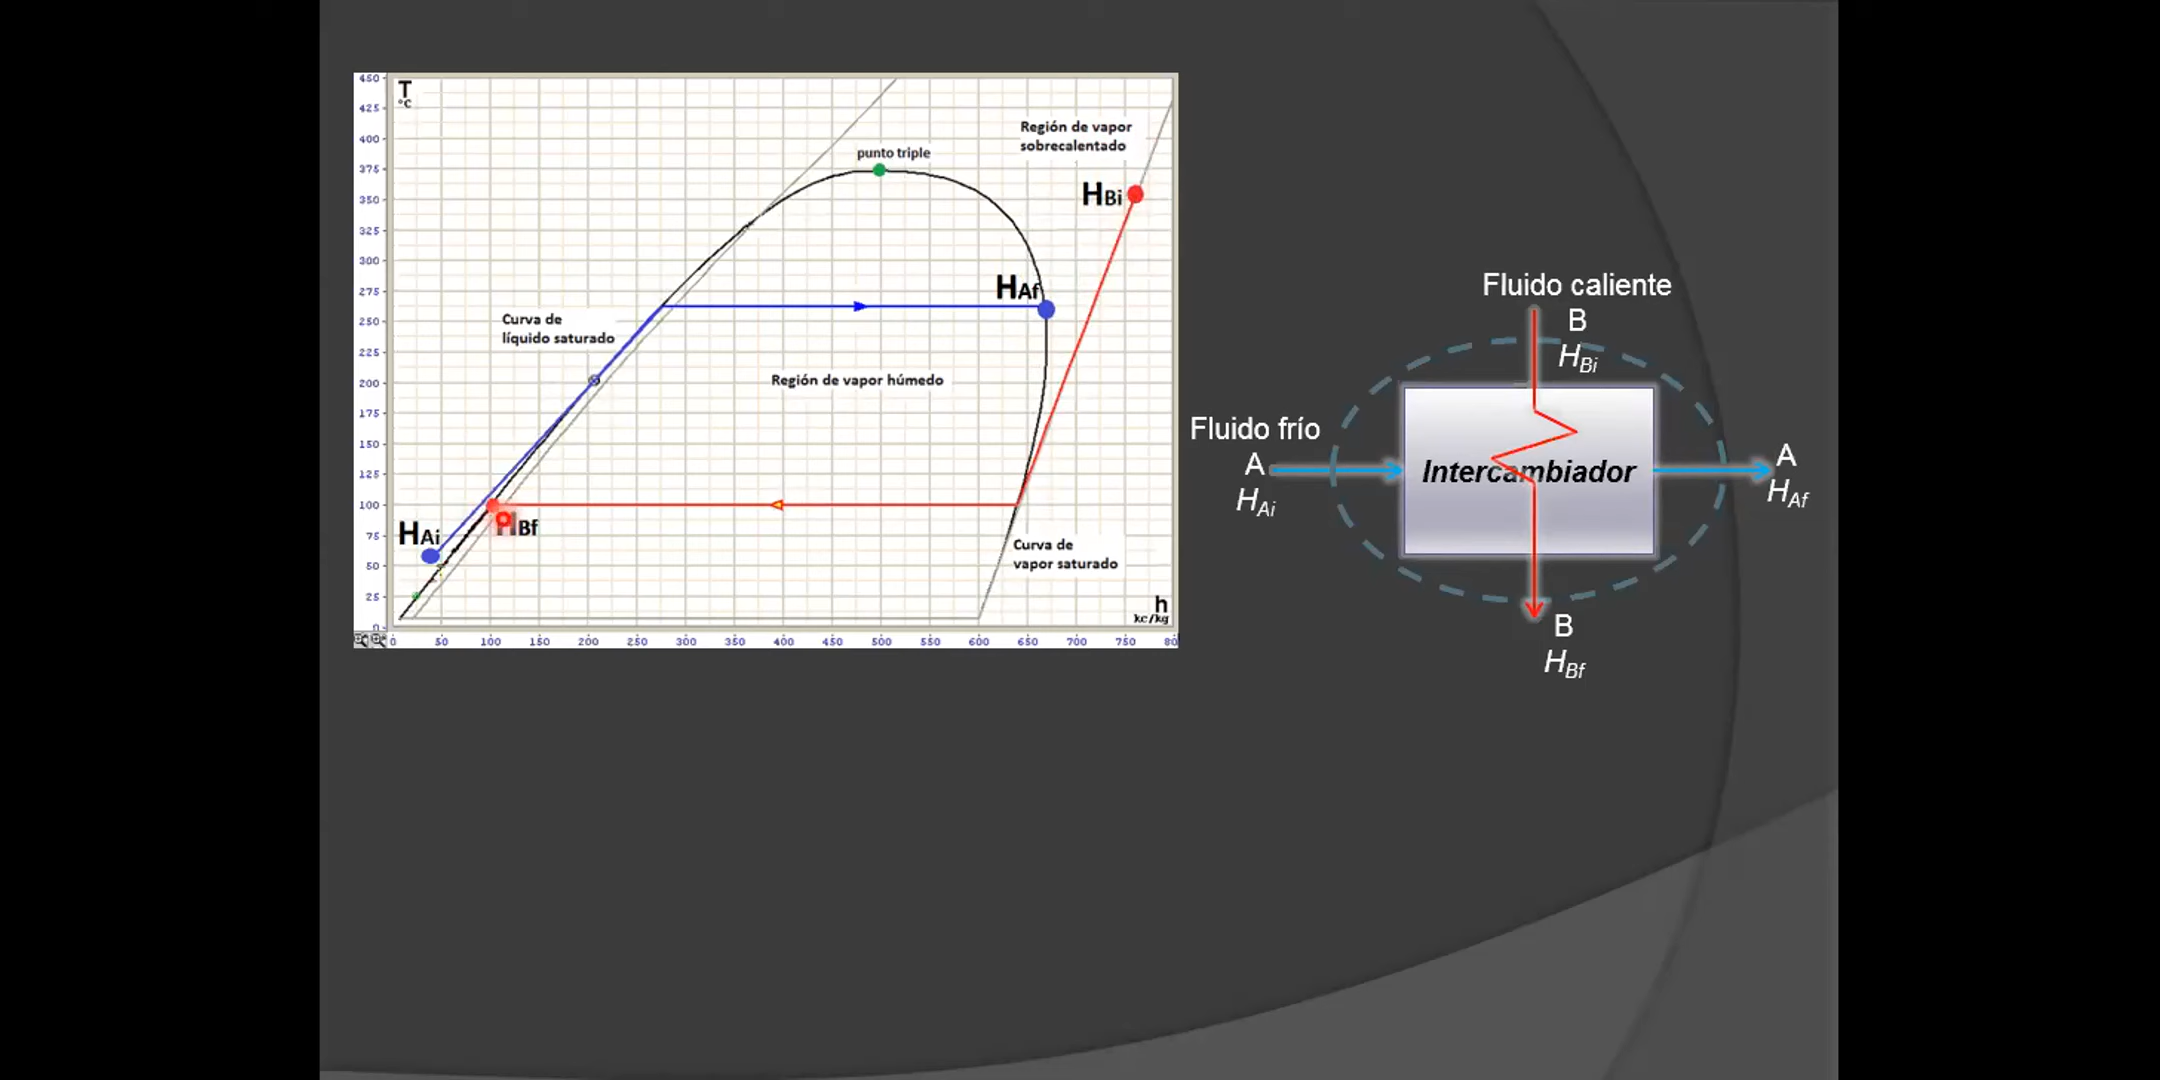 450
T
°C
425
400
375
350
325
300
275
250
225
200
175
150
125
100
75
50
25
0
0 50 100 150 200 250 300 350 400 450 500 550 600 650 700 750 80
h
kc/kg
punto triple
Región de vapor
sobrecalentado
HBi
HAf
Curva de
líquido saturado
Región de vapor húmedo
HAi
HBf
Curva de
vapor saturado
Fluido caliente
B
HBi
Fluido frío
A
HAi
Intercambiador
A
HAf
B
HBf